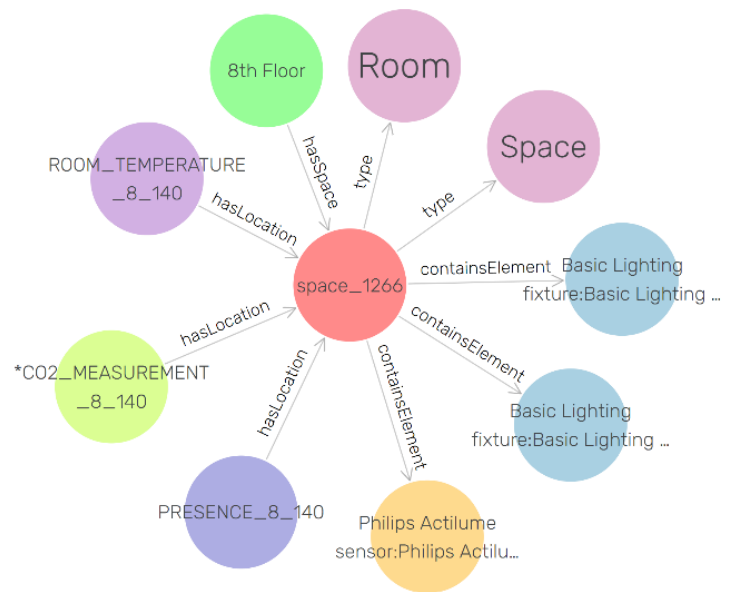 Room
8th Floor
Space
ROOM_TEMPERATURE
_8_140
hasSpace
type
type
hasLocation
space_1266
containsElement
Basic Lighting
fixture:Basic Lighting ...
hasLocation
containsElement
*CO2_MEASUREMENT
_8_140
hasLocation
containsElement
Basic Lighting
fixture:Basic Lighting ...
PRESENCE_8_140
Philips Actilume
sensor:Philips Actilu...